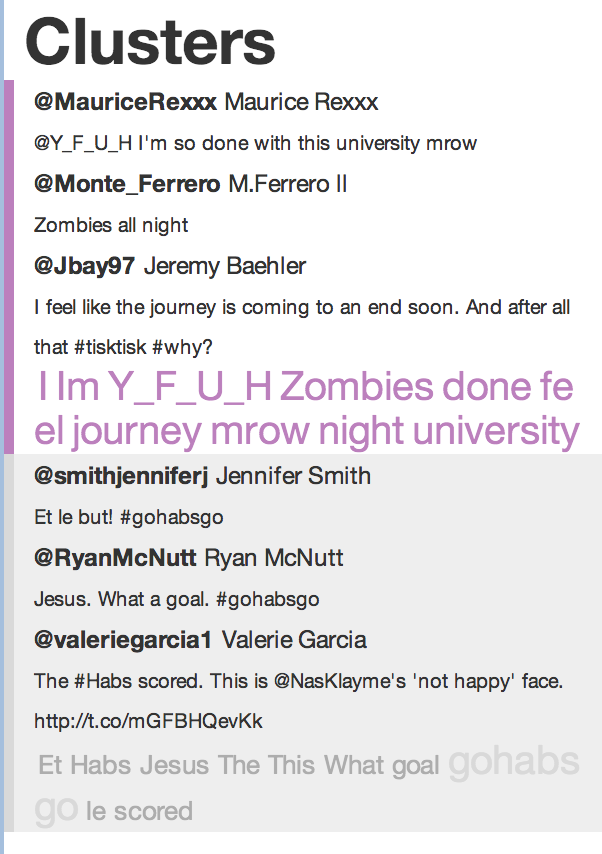 Clusters
@MauriceRexxx Maurice Rexxx
@Y_F_U_H I'm so done with this university mrow
@Monte_Ferrero M.Ferrero II
Zombies all night
@Jbay97 Jeremy Baehler
I feel like the journey is coming to an end soon. And after all
that #tisktisk #why?
I Im Y_F_U_H Zombies done fe
el journey mrow night university
@smithjenniferj Jennifer Smith
Et le but! #gohabsgo
@RyanMcNutt Ryan McNutt
Jesus. What a goal. #gohabsgo
@valeriegarcia1 Valerie Garcia
The #Habs scored. This is @NasKlayme's 'not happy' face.
http://t.co/mGFBHQevKk
Et Habs Jesus The This What goal gohabs
go le scored